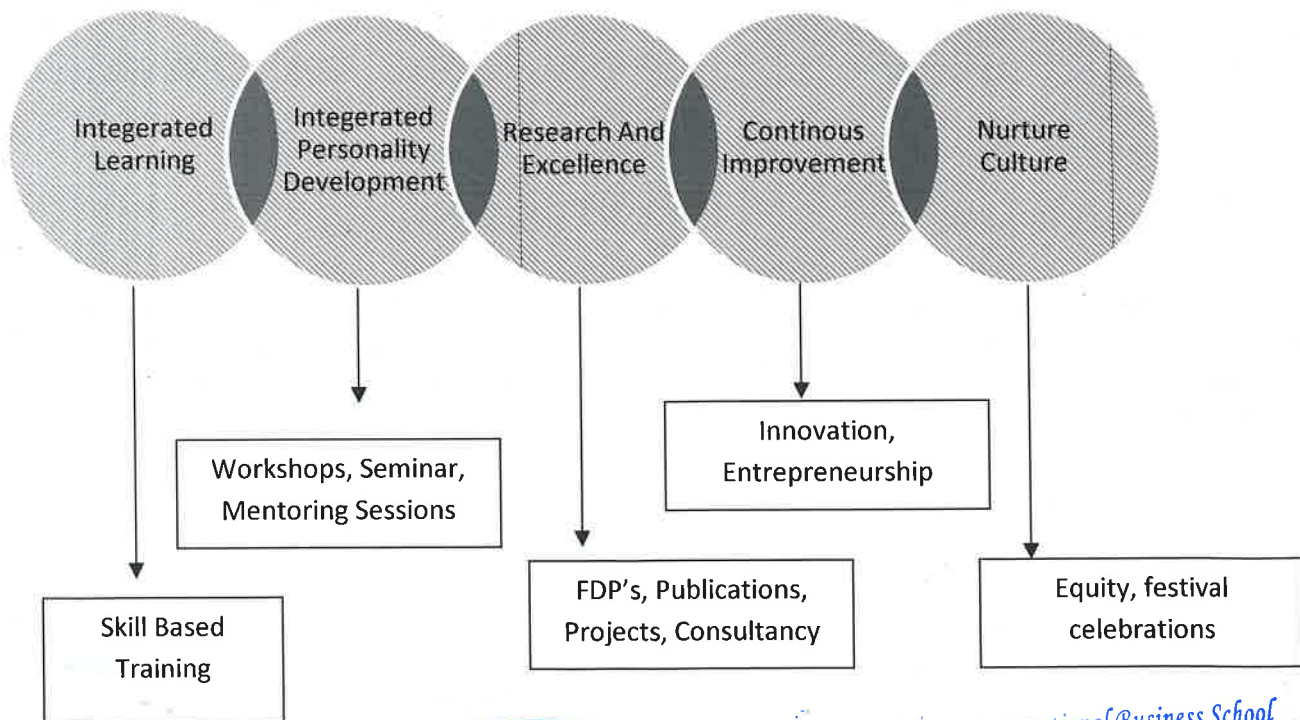 Integerated
Learning
Integerated
Personality
Development
Research And
Excellence
Continous
Improvement
Nurture
Culture
Innovation,
Entrepreneurship
Workshops, Seminar,
Mentoring Sessions
FDP's, Publications,
Projects, Consultancy
Equity, festival
celebrations
Skill Based
Training
Business School